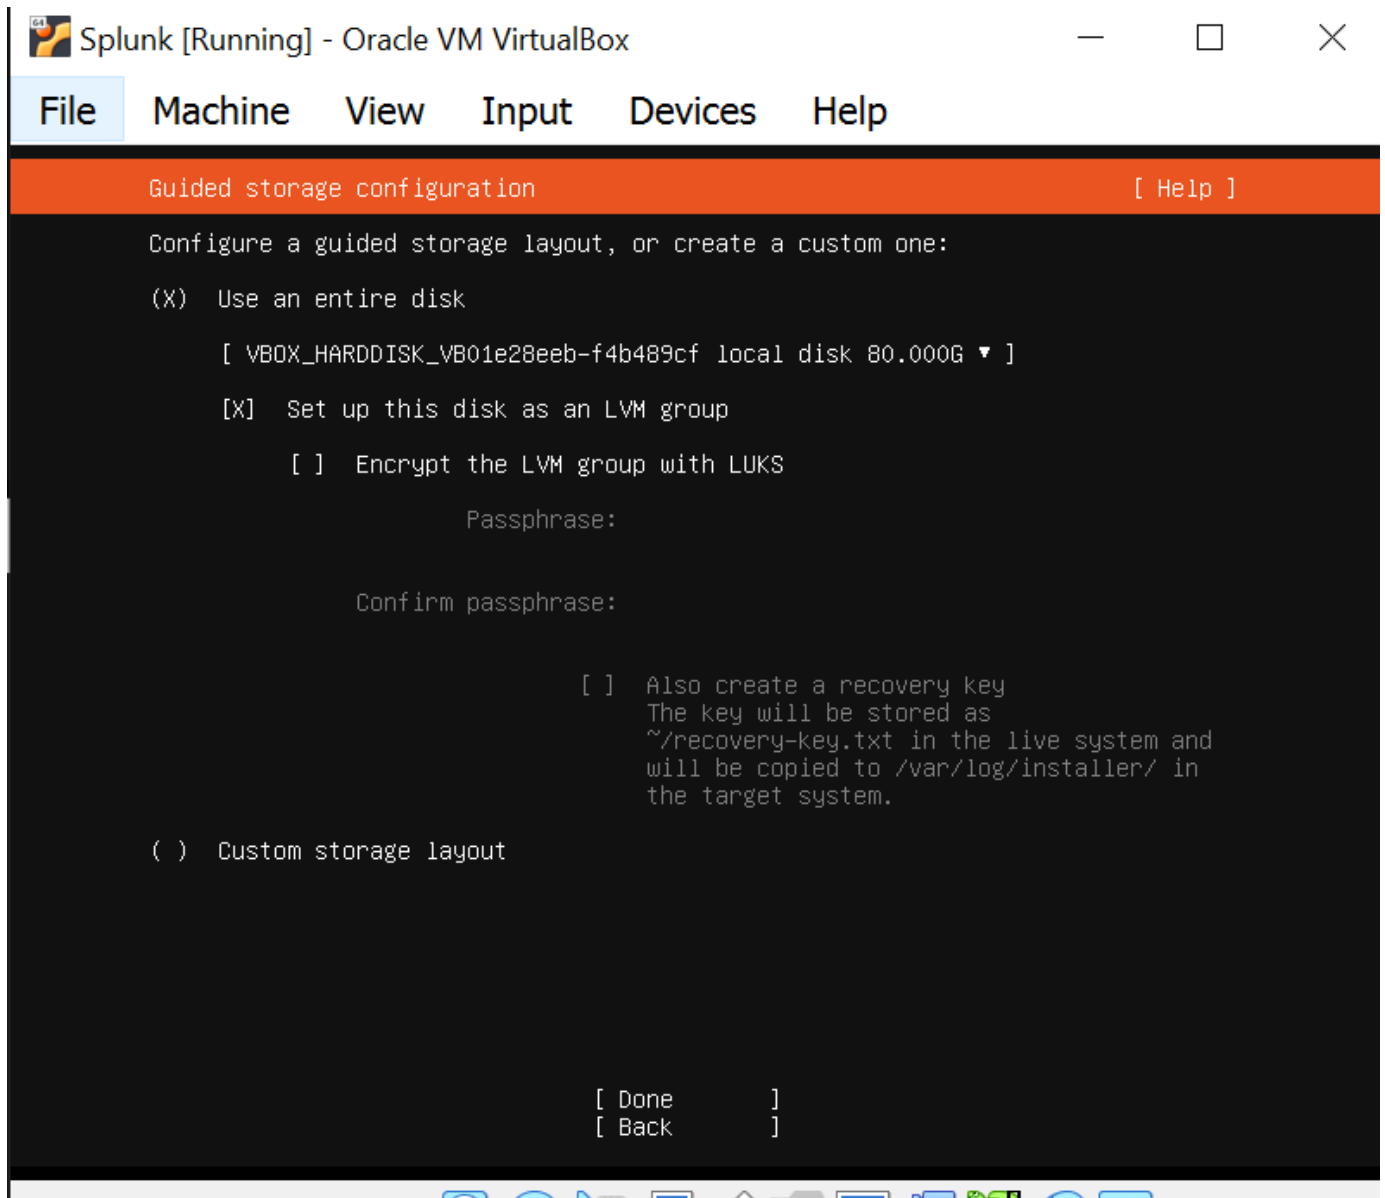 64
Splunk [Running] - Oracle VM VirtualBox
File Machine View Input Devices Help
Guided storage configuration [ Help ]
Configure a guided storage layout, or create a custom one:
(X) Use an entire disk
[ VBOX_HARDDISK_VB01e28eeb-f4b489cf local disk 80.000G ▾ ]
[X] Set up this disk as an LVM group
[ ] Encrypt the LVM group with LUKS
Passphrase:
Confirm passphrase:
[ ] Also create a recovery key
The key will be stored as
~/recovery-key.txt in the live system and
will be copied to /var/log/installer/ in
the target system.
( ) Custom storage layout
[ Done ]
[ Back ]